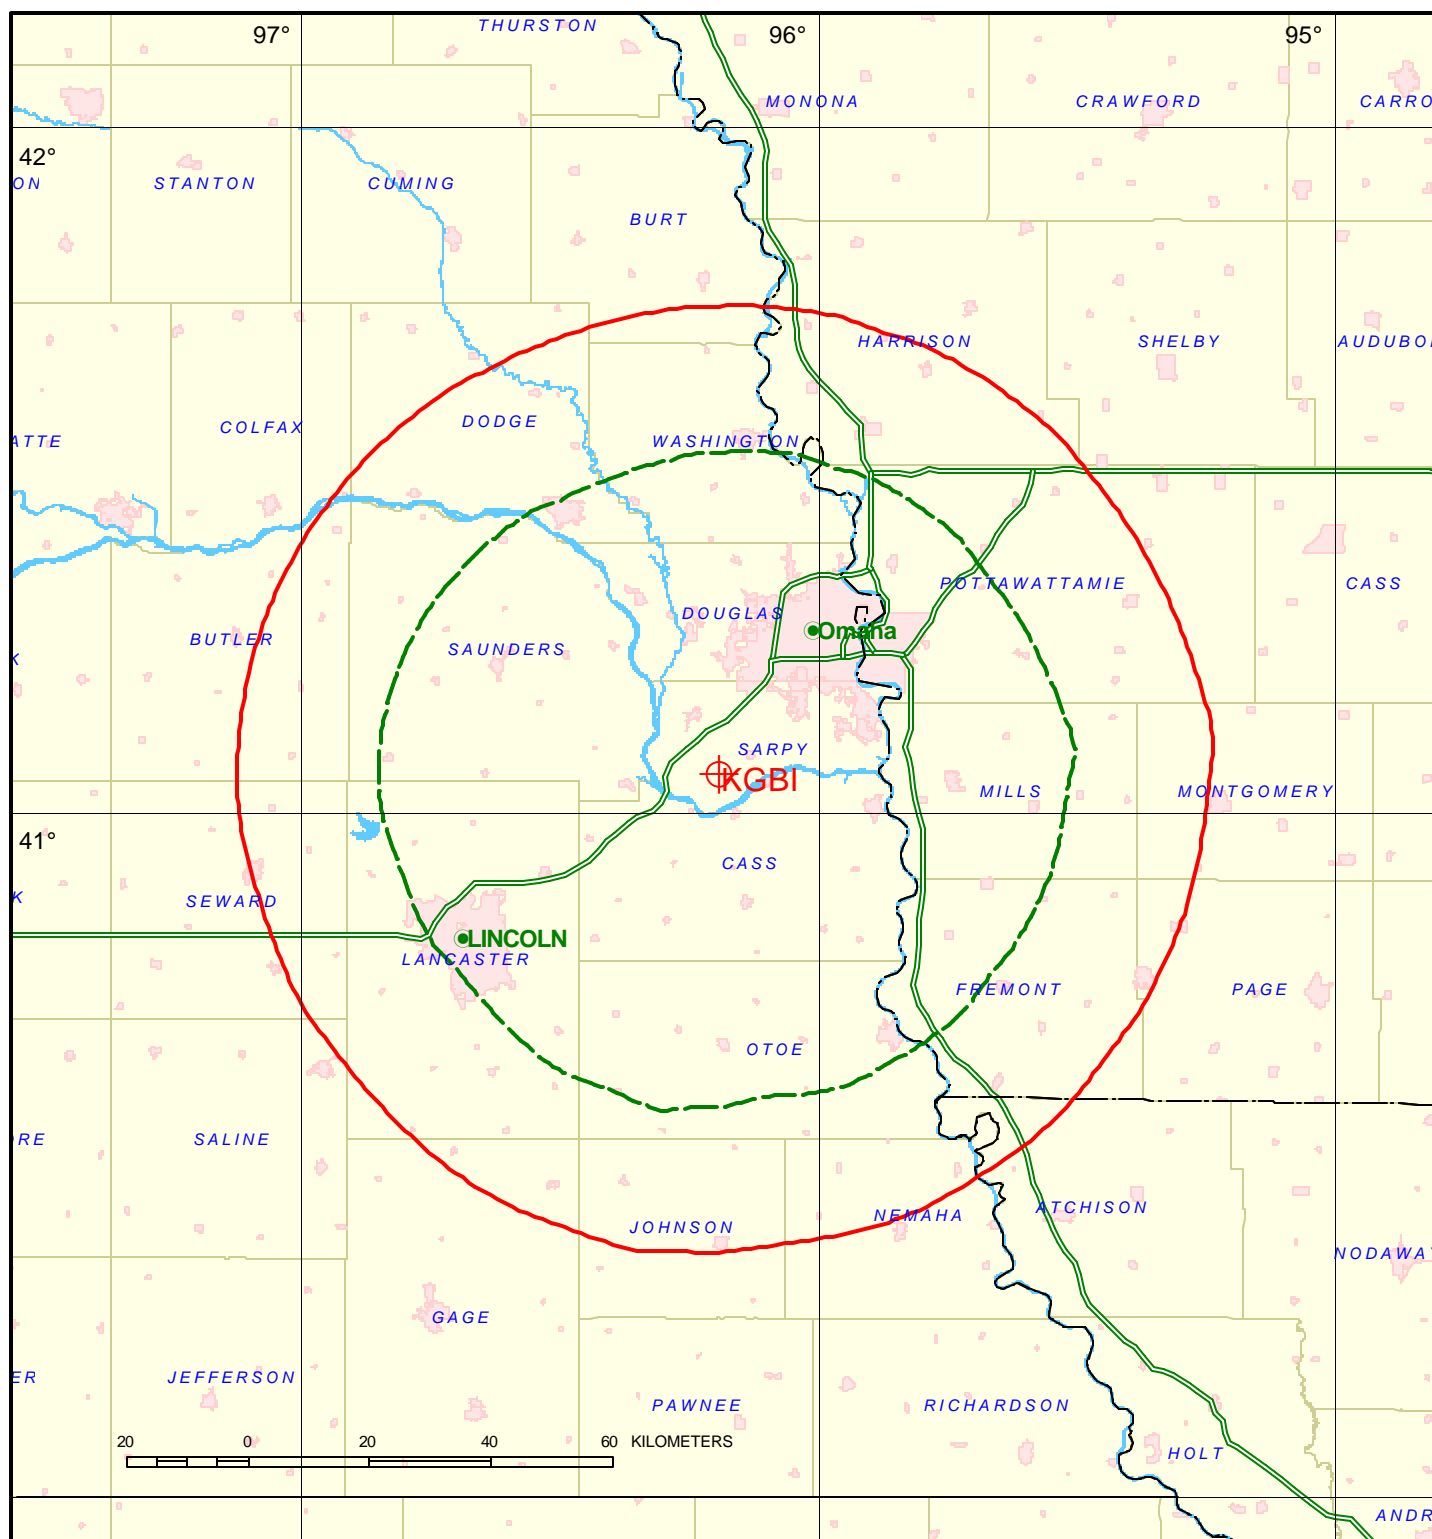 THURSTON
97°
96°
95°
MONONA
CRAWFORD
CARRO
42°
ON
STANTON
CUMING
BURT
HARRISON
SHELBY
AUDUBO
DODGE
COLFAX
ATTE
WASHINGTON
POTTAWATTAMIE
CASS
DOUGLAS
Omaha
BUTLER
SAUNDERS
K
SARPY
KGBI
MILLS
MONTGOMERY
41°
CASS
K
SEWARD
LINCOLN
LANCASTER
FREMONT
PAGE
OTOE
RE
SALINE
ATCHISON
NEMAHA
JOHNSON
NODAWAY
GAGE
ER
JEFFERSON
PAWNEE
RICHARDSON
20 0 20 40 60 KILOMETERS
HOLT
ANDR